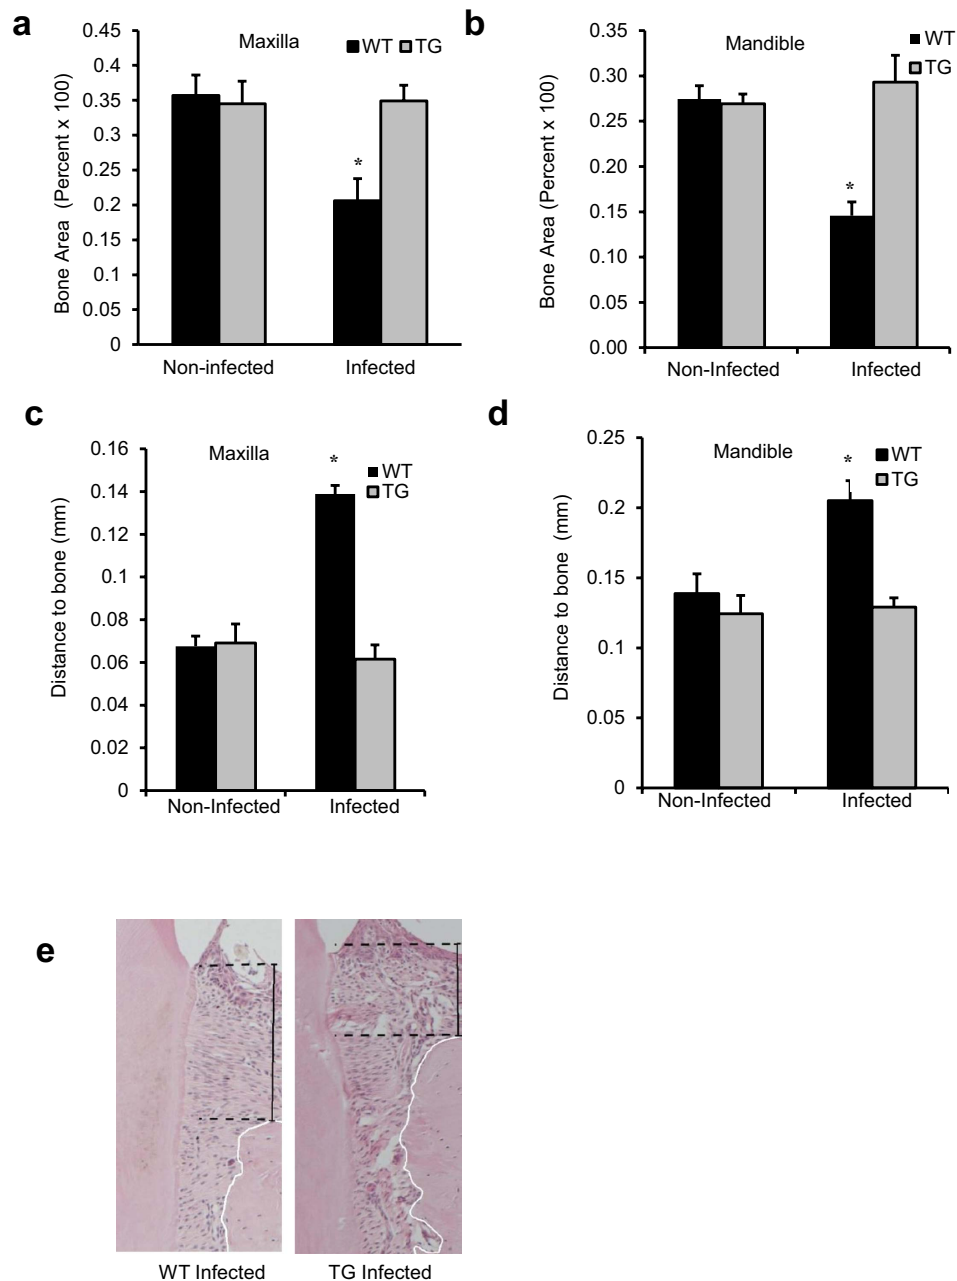 a
Maxilla
WT TG
Bone Area (Percent x 100)
0.45
0.4
0.35
0.3
0.25
0.2
0.15
0.1
0.05
0
*
Non-infected Infected
b
Mandible
WT
TG
Bone Area (Percent x 100)
0.35
0.30
0.25
0.20
0.15
0.10
0.05
0.00
*
Non-Infected Infected
c
Maxilla
WT
TG
Distance to bone (mm)
0.16
0.14
0.12
0.1
0.08
0.06
0.04
0.02
0
*
Non-Infected Infected
d
Mandible
WT
TG
Distance to bone (mm)
0.25
0.2
0.15
0.1
0.05
0
*
Non-Infected Infected
e
WT Infected TG Infected